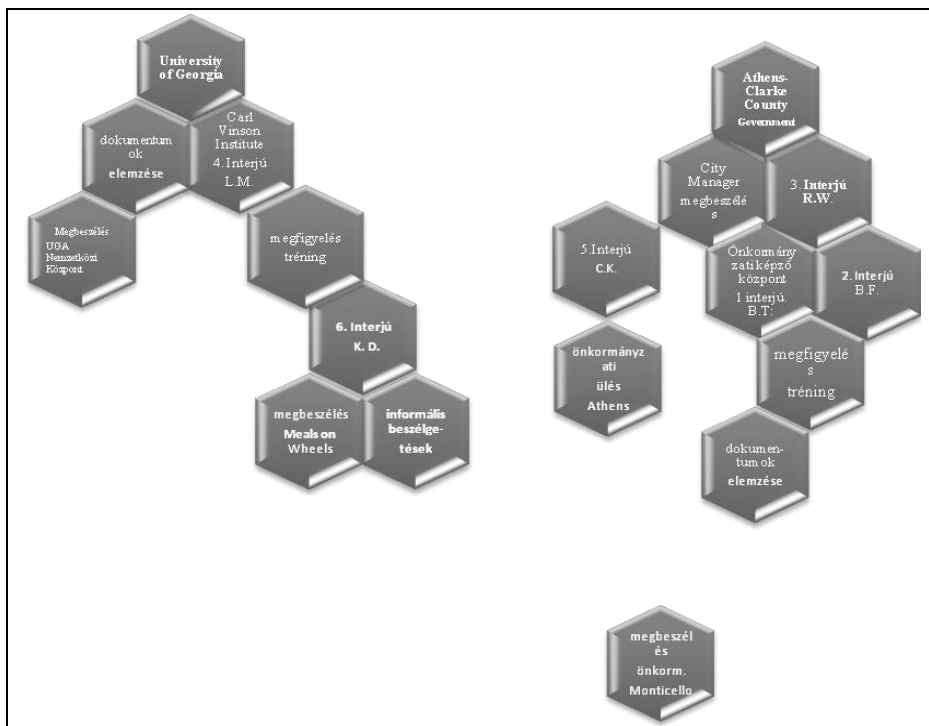 University
of Georgia
dokumentum
ok
elemzése
Carl
Vinson
Institute
4. Interjú
L.M.
Megbeszélés
UGA
Nemzetközi
Központ
megfigyelés
tréning
6. Interjú
K. D.
megbeszélés
Meals on
Wheels
informális
beszélge-
tések
Athens-
Clarke
County
Government
City
Manager
megbeszélé
s
3. Interjú
R.W.
5.Interjú
C.K.
Önkormány
zati képző
központ
1 interjú.
B.T:
2. Interjú
B.F.
önkormányz
ati
ülés
Athens
megfigyelé
s
tréning
dokumen-
tumok
elemzése
megbeszél
és
önkorm.
Monticello